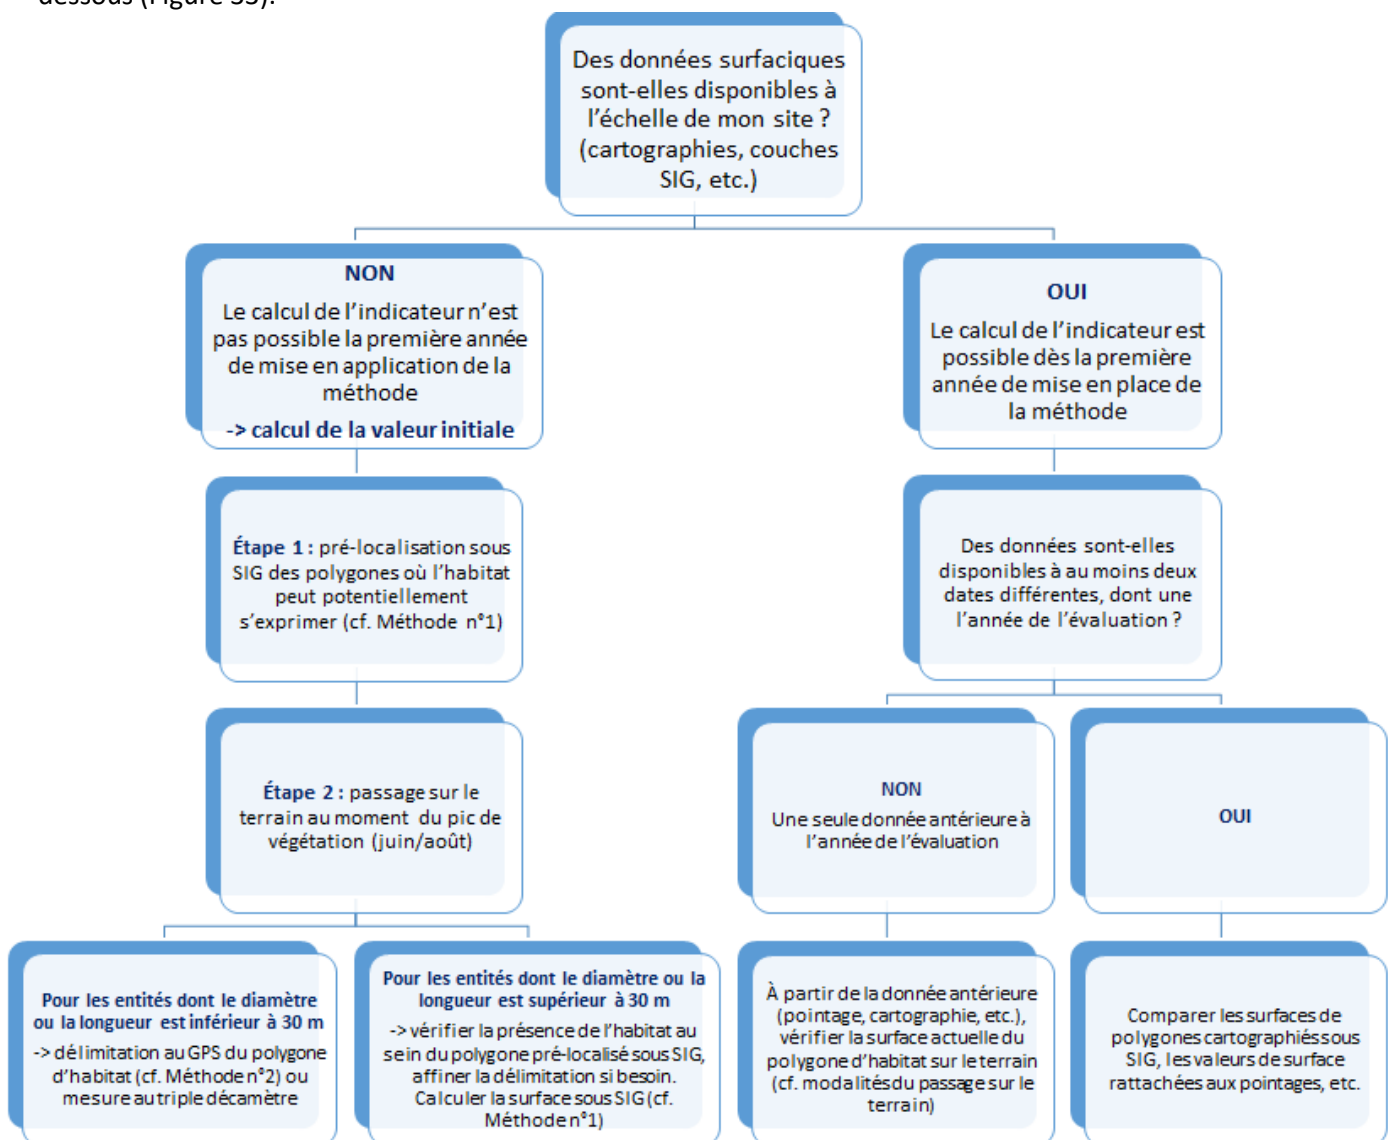 dessous (Figure 33).
Des données surfaciques
sont-elles disponibles à
l’échelle de mon site ?
(cartographies, couches
SIG, etc.)
NON
Le calcul de l’indicateur n’est
pas possible la première année
de mise en application de la
méthode
-> calcul de la valeur initiale
OUI
Le calcul de l’indicateur est
possible dès la première
année de mise en place de
la méthode
Étape 1 : pré-localisation sous
SIG des polygones où l’habitat
peut potentiellement
s’exprimer (cf. Méthode n°1)
Des données sont-elles
disponibles à au moins deux
dates différentes, dont une
l’année de l’évaluation ?
Étape 2 : passage sur le
terrain au moment du pic de
végétation (juin/août)
NON
Une seule donnée antérieure à
l’année de l’évaluation
OUI
Pour les entités dont le diamètre
ou la longueur est inférieur à 30 m
-> délimitation au GPS du polygone
d’habitat (cf. Méthode n°2) ou
mesure au triple décamètre
Pour les entités dont le diamètre ou la
longueur est supérieur à 30 m
-> vérifier la présence de l’habitat au
sein du polygone pré-localisé sous SIG,
affiner la délimitation si besoin.
Calculer la surface sous SIG (cf.
Méthode n°1)
À partir de la donnée antérieure
(pointage, cartographie, etc.),
vérifier la surface actuelle du
polygone d’habitat sur le terrain
(cf. modalités du passage sur le
terrain)
Comparer les surfaces de
polygones cartographiés sous
SIG, les valeurs de surface
rattachées aux pointages, etc.